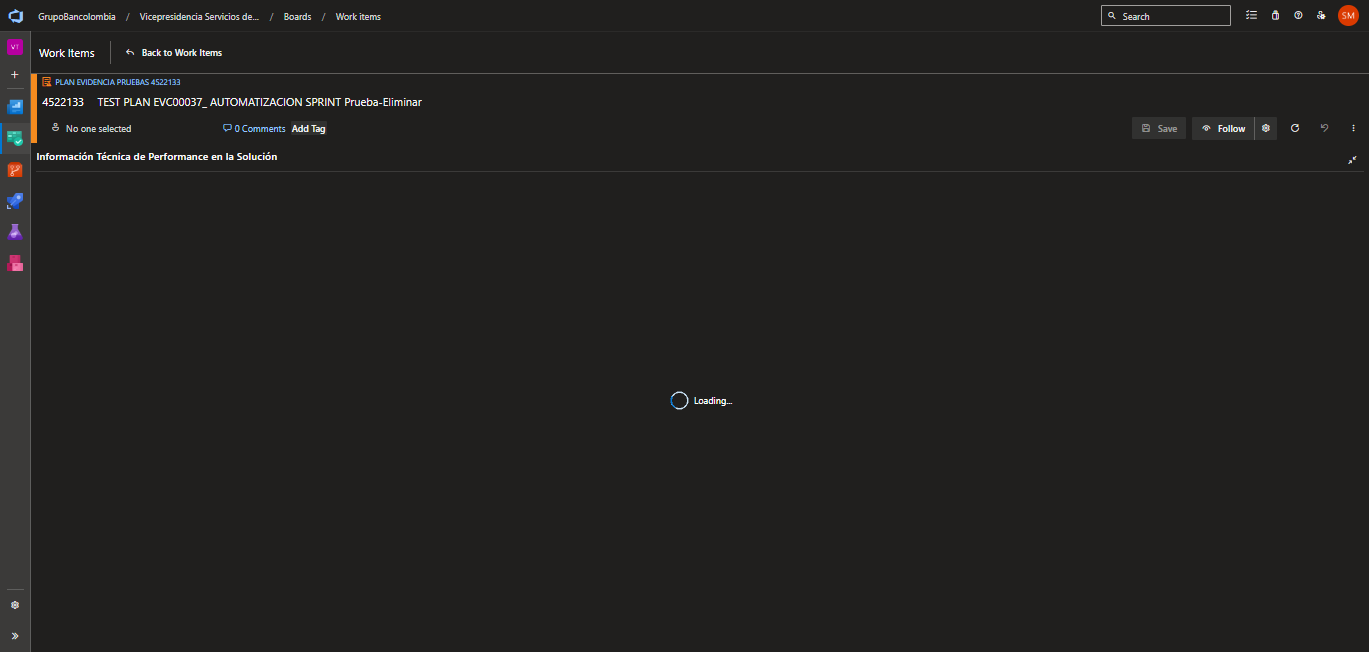 GrupoBancolombia / Vicepresidencia Servicios de... / Boards / Work items
Search
SM
VT
Work Items
Back to Work Items
PLAN EVIDENCIA PRUEBAS 4522133
4522133 TEST PLAN EVC00037_ AUTOMATIZACION SPRINT Prueba-Eliminar
No one selected
0 Comments
Add Tag
Save
Follow
Información Técnica de Performance en la Solución
Loading...